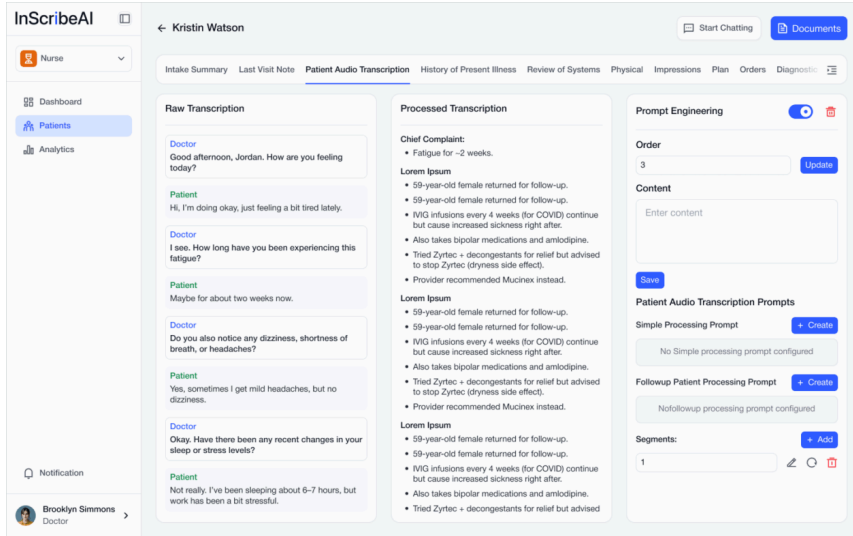 InScribeAI
Nurse
Dashboard
Patients
Analytics
Notification
Brooklyn Simmons
Doctor
← Kristin Watson
Start Chatting
Documents
Intake Summary
Last Visit Note
Patient Audio Transcription
History of Present Illness
Review of Systems
Physical
Impressions
Plan
Orders
Diagnostic
Raw Transcription
Doctor
Good afternoon, Jordan. How are you feeling
today?
Patient
Hi, I'm doing okay, just feeling a bit tired lately.
Doctor
I see. How long have you been experiencing this
fatigue?
Patient
Maybe for about two weeks now.
Doctor
Do you also notice any dizziness, shortness of
breath, or headaches?
Patient
Yes, sometimes I get mild headaches, but no
dizziness.
Doctor
Okay. Have there been any recent changes in your
sleep or stress levels?
Patient
Not really. I've been sleeping about 6–7 hours, but
work has been a bit stressful.
Processed Transcription
Chief Complaint:
• Fatigue for ~2 weeks.
Lorem Ipsum
• 59-year-old female returned for follow-up.
• 59-year-old female returned for follow-up.
• IVIG infusions every 4 weeks (for COVID) continue
but cause increased sickness right after.
• Also takes bipolar medications and amlodipine.
• Tried Zyrtec + decongestants for relief but advised
to stop Zyrtec (dryness side effect).
• Provider recommended Mucinex instead.
Lorem Ipsum
• 59-year-old female returned for follow-up.
• 59-year-old female returned for follow-up.
• IVIG infusions every 4 weeks (for COVID) continue
but cause increased sickness right after.
• Also takes bipolar medications and amlodipine.
• Tried Zyrtec + decongestants for relief but advised
to stop Zyrtec (dryness side effect).
• Provider recommended Mucinex instead.
Lorem Ipsum
• 59-year-old female returned for follow-up.
• 59-year-old female returned for follow-up.
• IVIG infusions every 4 weeks (for COVID) continue
but cause increased sickness right after.
• Also takes bipolar medications and amlodipine.
• Tried Zyrtec + decongestants for relief but advised
Prompt Engineering
Order
3
Update
Content
Enter content
Save
Patient Audio Transcription Prompts
Simple Processing Prompt
+ Create
No Simple processing prompt configured
Followup Patient Processing Prompt
+ Create
Nofollowup processing prompt configured
Segments:
+ Add
1